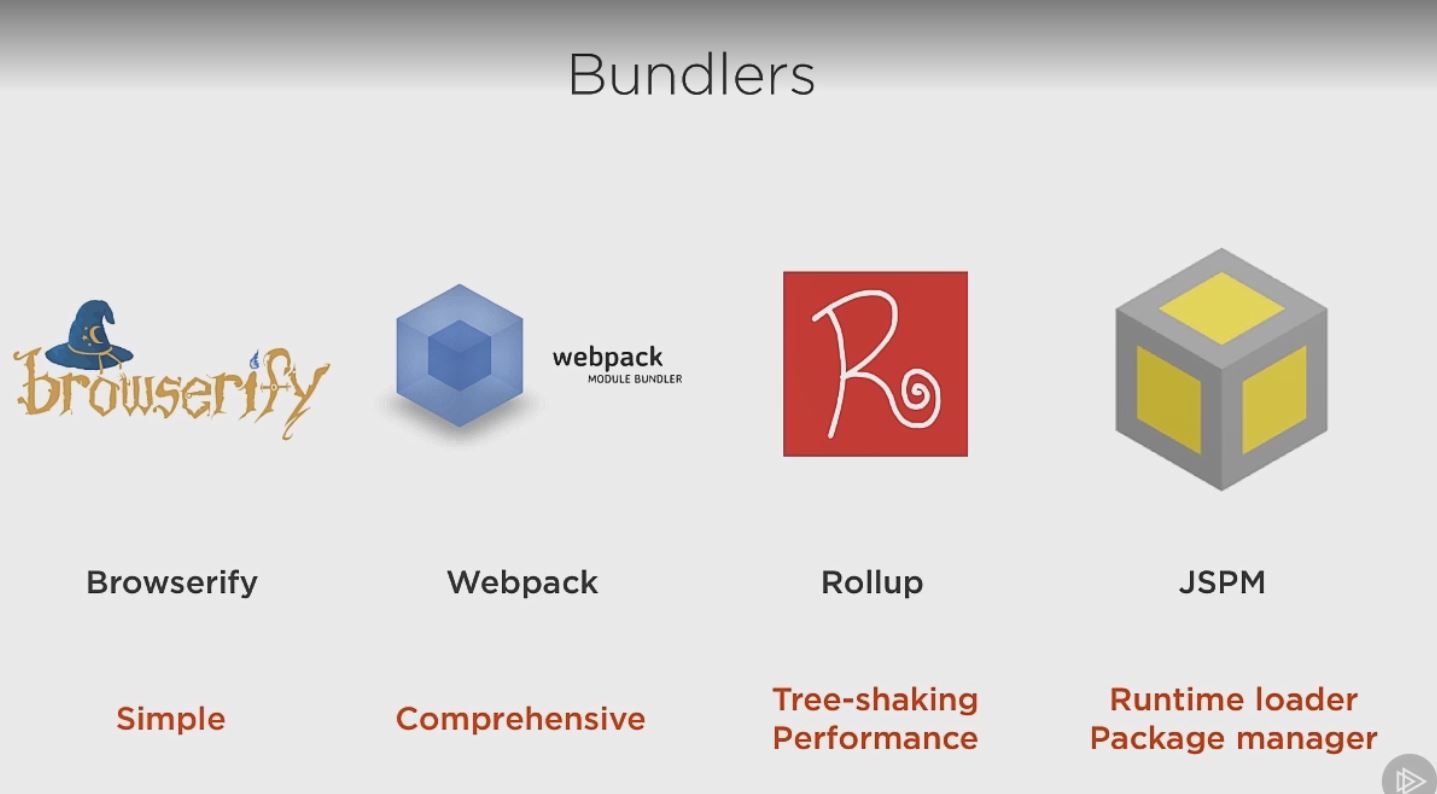 Bundlers
browserify
webpack
MODULE BUNDLER
R
Browserify
Webpack
Rollup
JSPM
Simple
Comprehensive
Tree-shaking
Performance
Runtime loader
Package manager